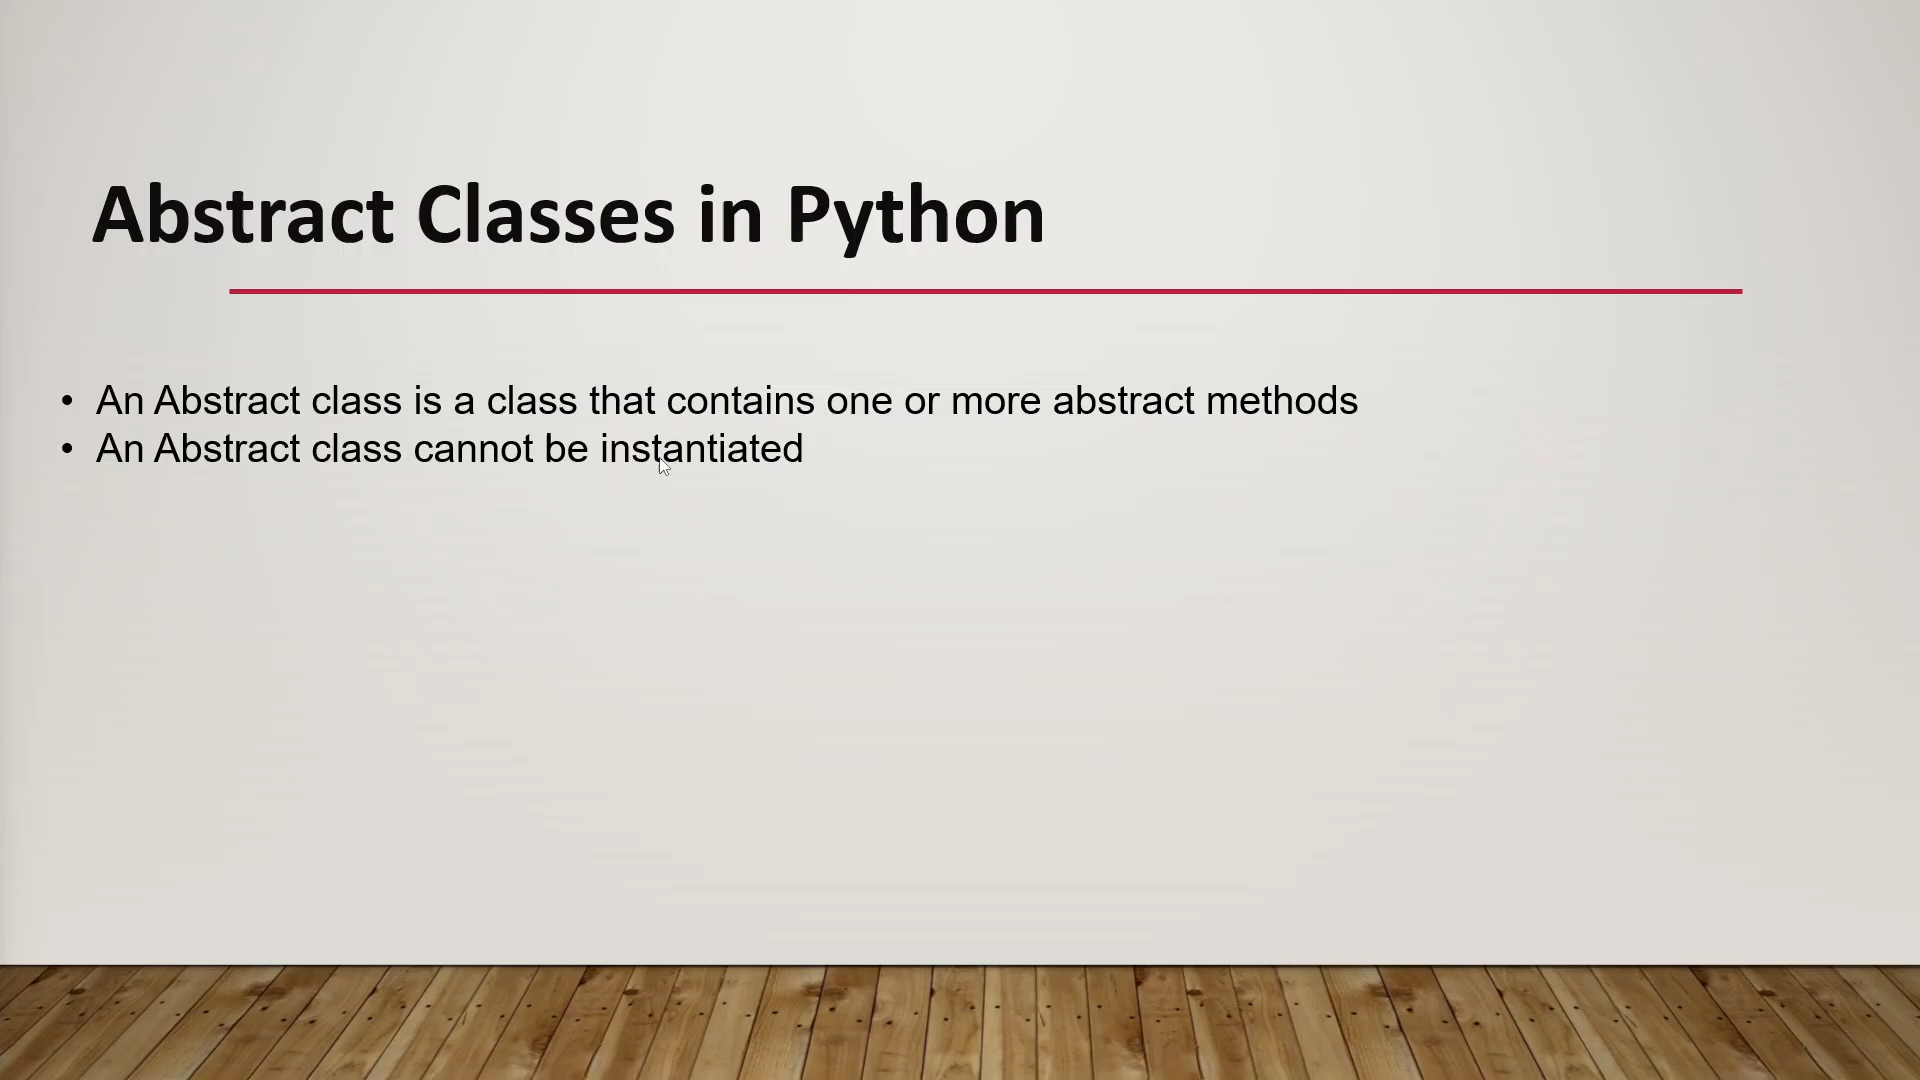 Abstract Classes in Python
• An Abstract class is a class that contains one or more abstract methods
• An Abstract class cannot be instantiated